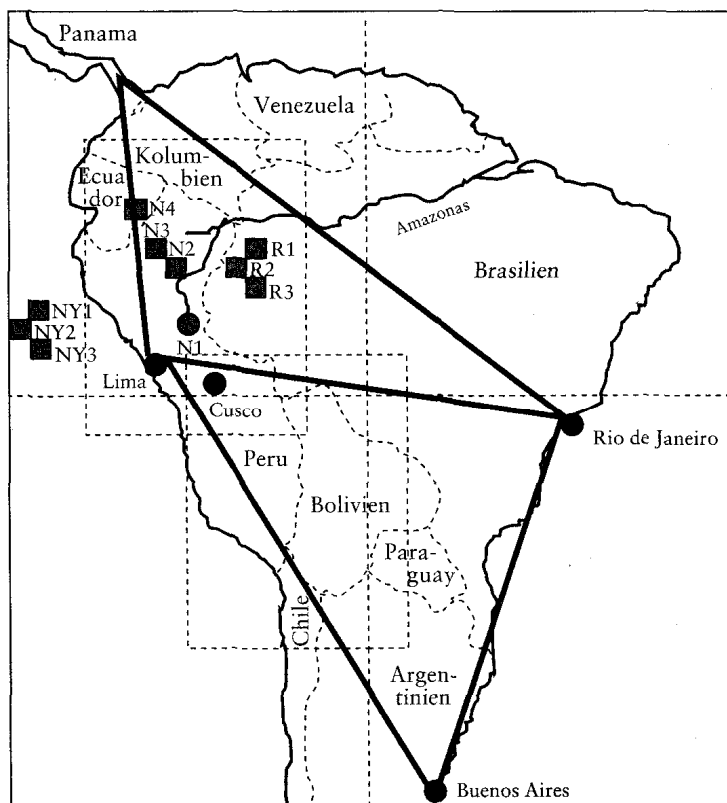 Panama
Venezuela
Kolum-
bien
Ecua
dor
N4
N3
N2
R1
R2
R3
Amazonas
Brasilien
NY1
NY2
NY3
N1
Lima
Cusco
Rio de Janeiro
Peru
Bolivien
Para-
guay
Chile
Argen-
tinien
Buenos Aires